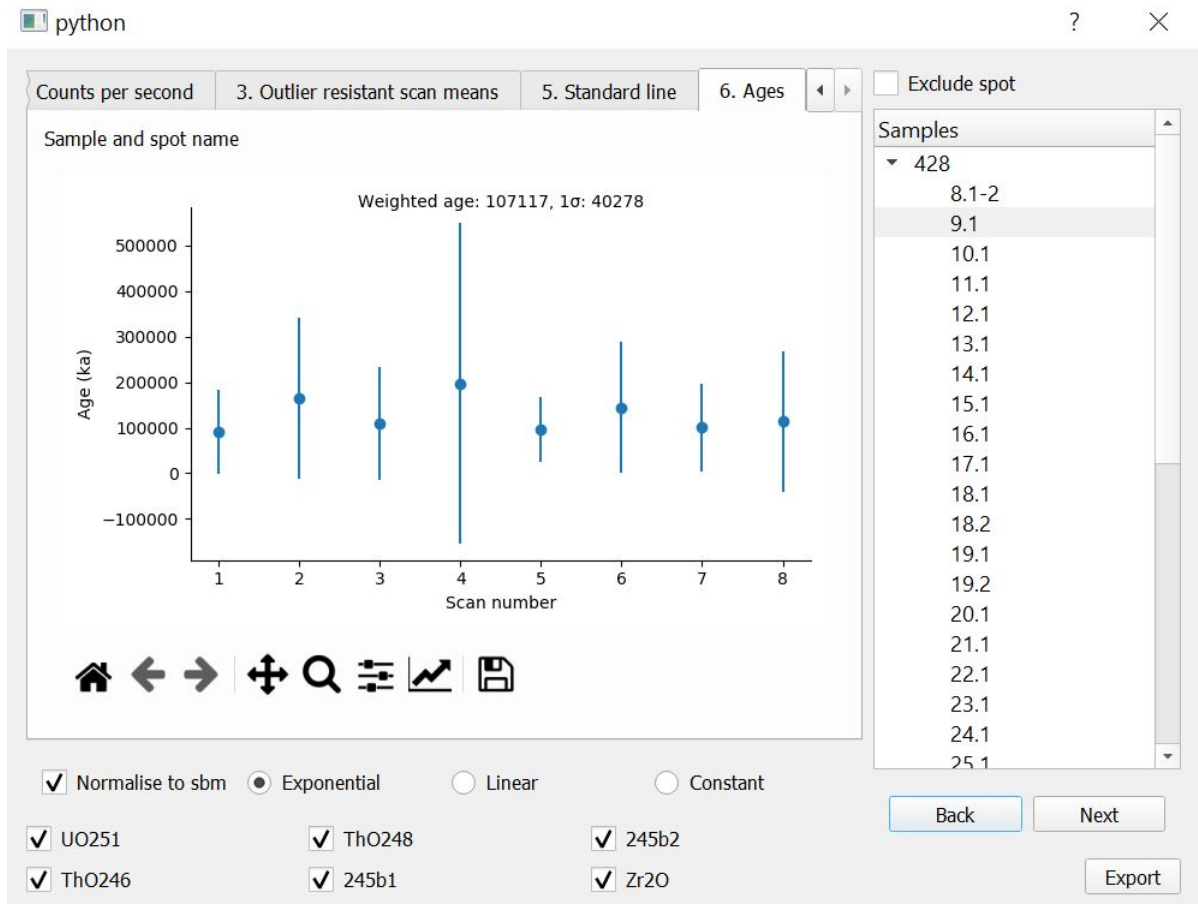 python
?
Counts per second
3. Outlier resistant scan means
5. Standard line
6. Ages
Exclude spot
Sample and spot name
Weighted age: 107117, 1σ: 40278
500000
400000
300000
200000
100000
0
−100000
Age (ka)
1 2 3 4 5 6 7 8
Scan number
Samples
428
8.1-2
9.1
10.1
11.1
12.1
13.1
14.1
15.1
16.1
17.1
18.1
18.2
19.1
19.2
20.1
21.1
22.1
23.1
24.1
25.1
Normalise to sbm
Exponential
Linear
Constant
Back
Next
UO251
ThO248
245b2
ThO246
245b1
Zr2O
Export